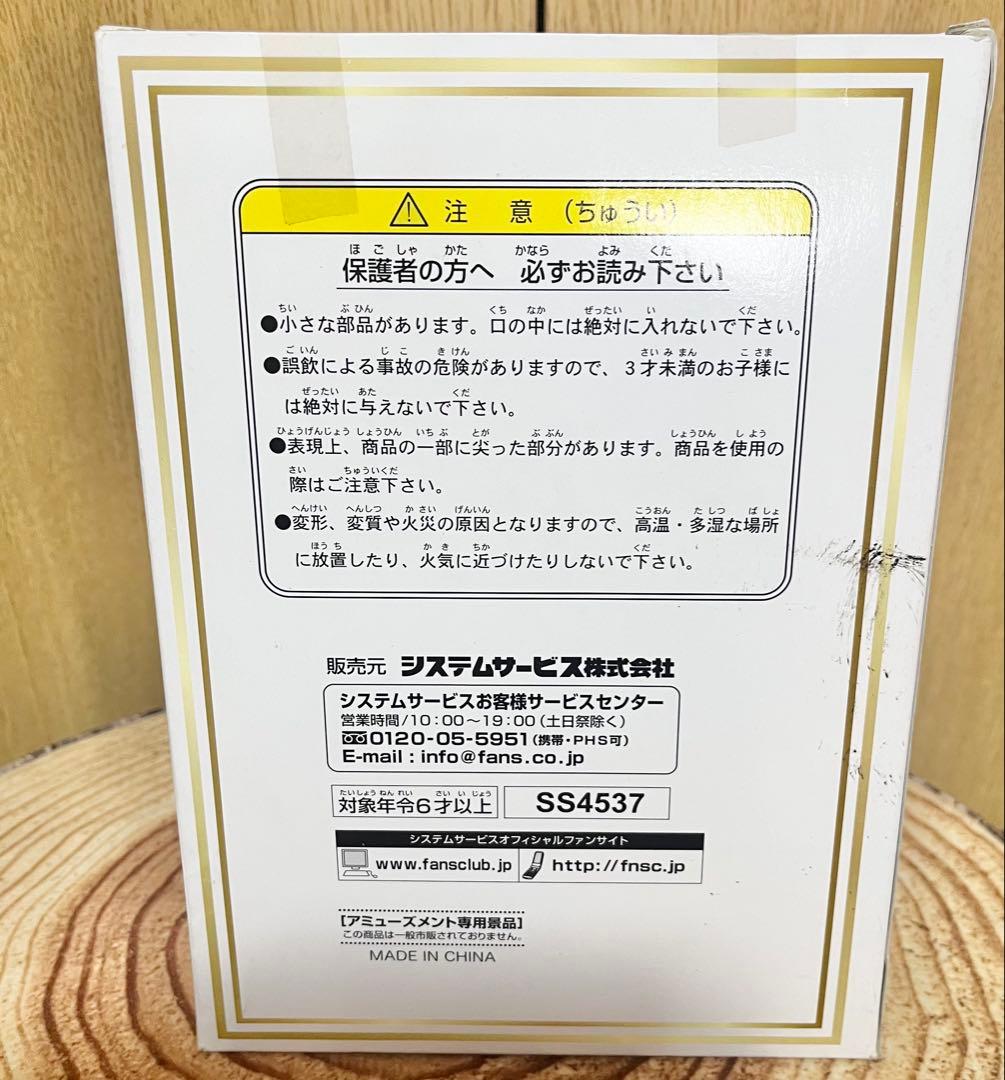 ⚠ 注 意 (ちゅうい)
保護者の方へ 必ずお読み下さい
●小さな部品があります。口の中には絶対に入れないで下さい。
●誤飲による事故の危険がありますので、3才未満のお子様に
は絶対に与えないで下さい。
●表現上、商品の一部に尖った部分があります。商品を使用の
際はご注意下さい。
●変形、変質や火災の原因となりますので、高温・多湿な場所
に放置したり、火気に近づけたりしないで下さい。
販売元 システムサービス株式会社
システムサービスお客様サービスセンター
営業時間/10:00〜19:00(土日祭除く)
0120-05-5951(携帯・PHS可)
E-mail : info@fans.co.jp
対象年令6才以上 SS4537
システムサービスオフィシャルファンサイト
www.fansclub.jp http://fnsc.jp
[アミューズメント専用景品]
この商品は一般市販されておりません。
MADE IN CHINA